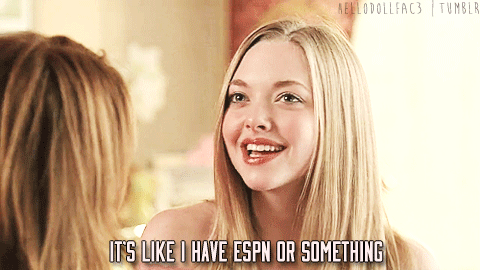 HELLODOLLFAC3 | TUMBLR
IT'S LIKE I HAVE ESPN OR SOMETHING